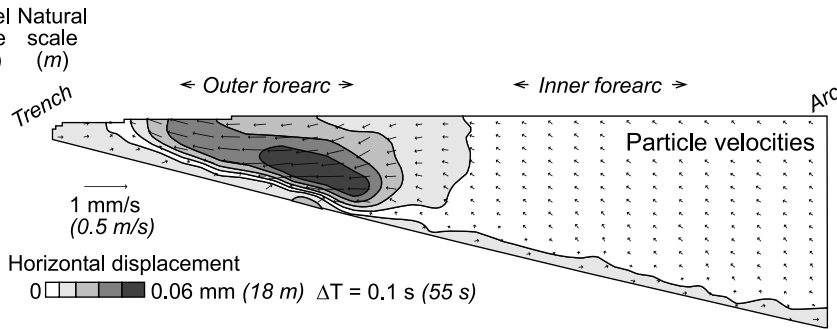 Natural
scale
(m)
Outer forearc
Inner forearc
Trench
Arc
Particle velocities
1 mm/s
(0.5 m/s)
Horizontal displacement
0 0.06 mm (18 m) ΔT = 0.1 s (55 s)